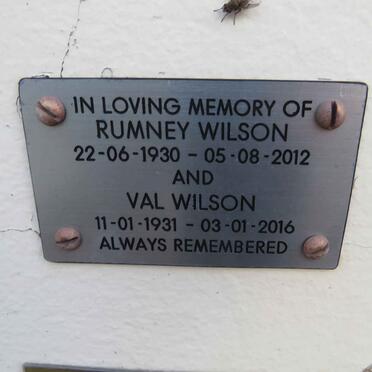 IN LOVING MEMORY OF
RUMNEY WILSON
22-06-1930 - 05-08-2012
AND
VAL WILSON
11-01-1931 - 03-01-2016
ALWAYS REMEMBERED